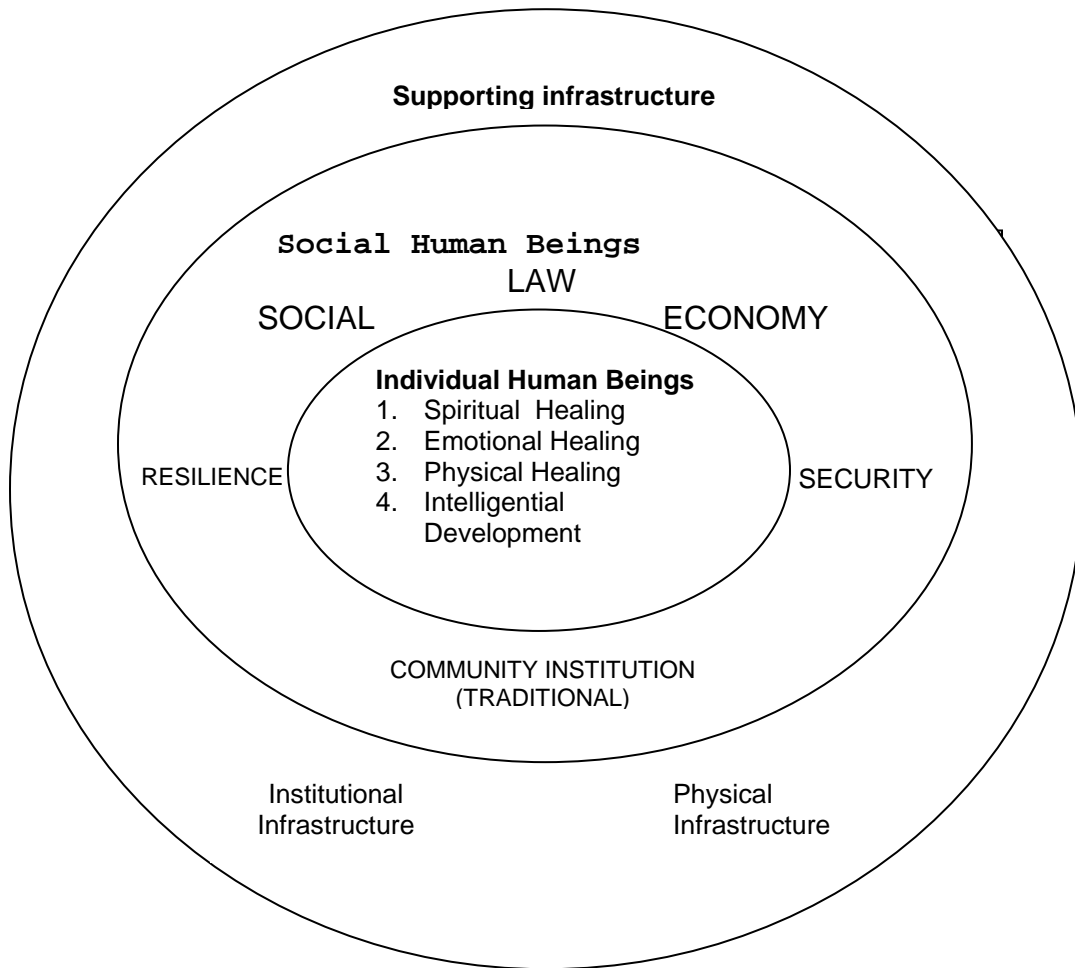 Supporting infrastructure
Social Human Beings
LAW
SOCIAL
ECONOMY
Individual Human Beings
1. Spiritual Healing
2. Emotional Healing
3. Physical Healing
4. Intelligential
Development
RESILIENCE
SECURITY
COMMUNITY INSTITUTION
(TRADITIONAL)
Institutional
Infrastructure
Physical
Infrastructure